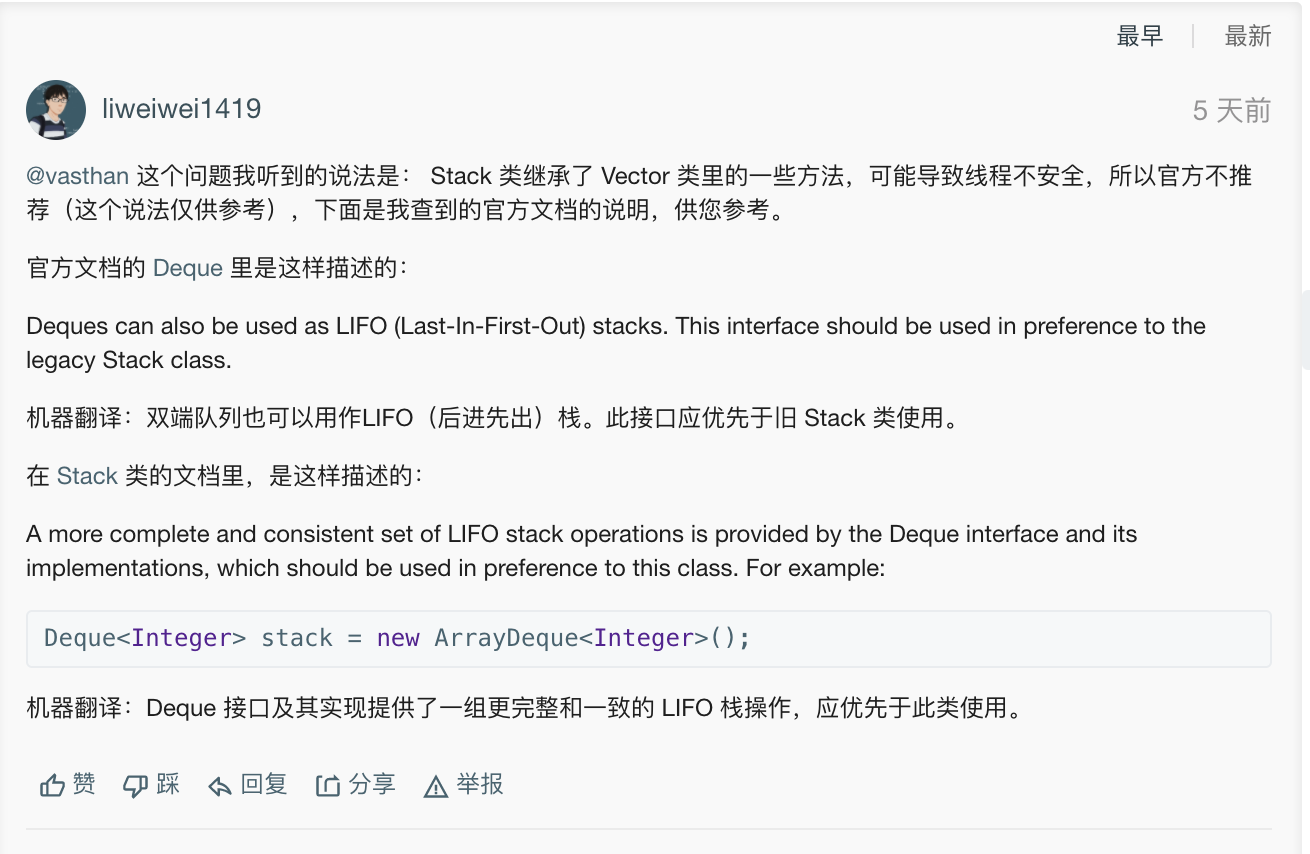 最早 | 最新
liweiwei1419
5 天前
@vasthan 这个问题我听到的说法是： Stack 类继承了 Vector 类里的一些方法，可能导致线程不安全，所以官方不推
荐（这个说法仅供参考），下面是我查到的官方文档的说明，供您参考。
官方文档的 Deque 里是这样描述的：
Deques can also be used as LIFO (Last-In-First-Out) stacks. This interface should be used in preference to the
legacy Stack class.
机器翻译：双端队列也可以用作LIFO（后进先出）栈。此接口应优先于旧 Stack 类使用。
在 Stack 类的文档里，是这样描述的：
A more complete and consistent set of LIFO stack operations is provided by the Deque interface and its
implementations, which should be used in preference to this class. For example:
Deque<Integer> stack = new ArrayDeque<Integer>();
机器翻译：Deque 接口及其实现提供了一组更完整和一致的 LIFO 栈操作，应优先于此类使用。
赞 踩 回复 分享 举报